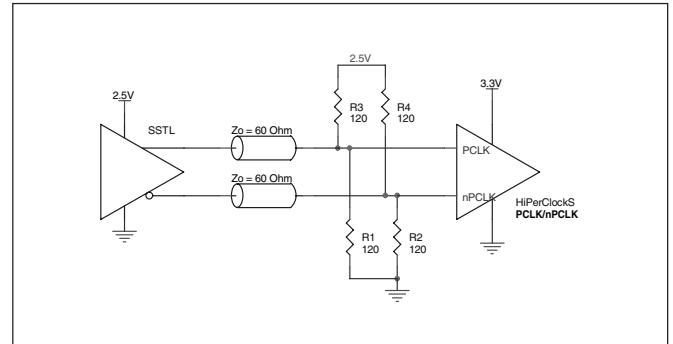 2.5V
3.3V
2.5V
R3
120
R4
120
SSTL
Zo = 60 Ohm
PCLK
Zo = 60 Ohm
nPCLK
HiPerClockS
PCLK/nPCLK
R1
120
R2
120